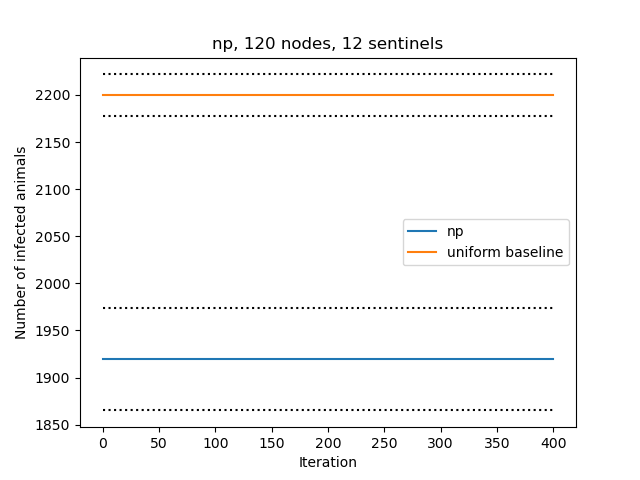 np, 120 nodes, 12 sentinels
Number of infected animals
2200
2150
2100
2050
2000
1950
1900
1850
np
uniform baseline
0 50 100 150 200 250 300 350 400
Iteration